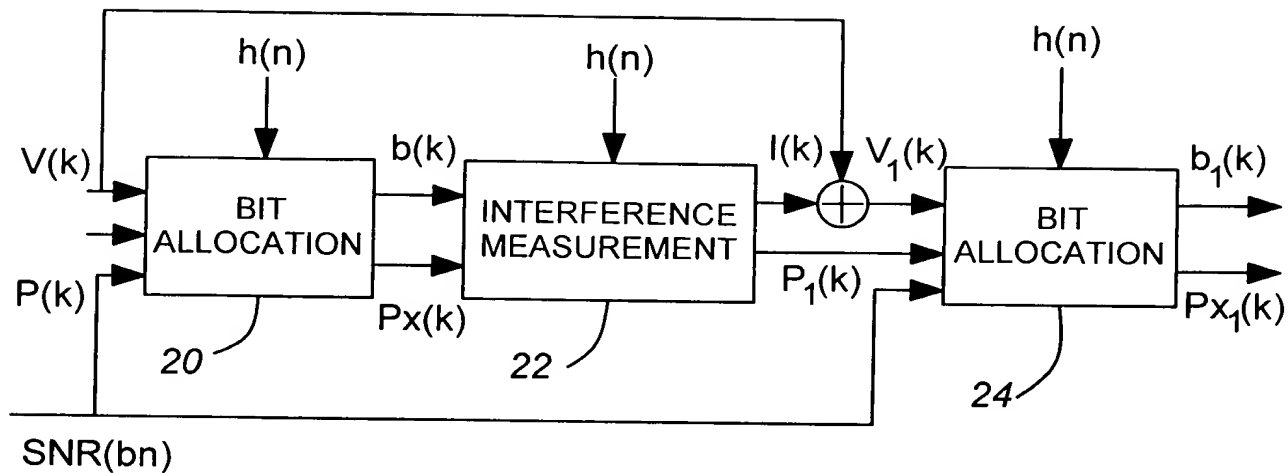 h(n)
h(n)
h(n)
V(k)
b(k)
I(k)
V₁(k)
b₁(k)
BIT
ALLOCATION
INTERFERENCE
MEASUREMENT
BIT
ALLOCATION
P(k)
Px(k)
P₁(k)
Px₁(k)
20
22
24
SNR(bn)